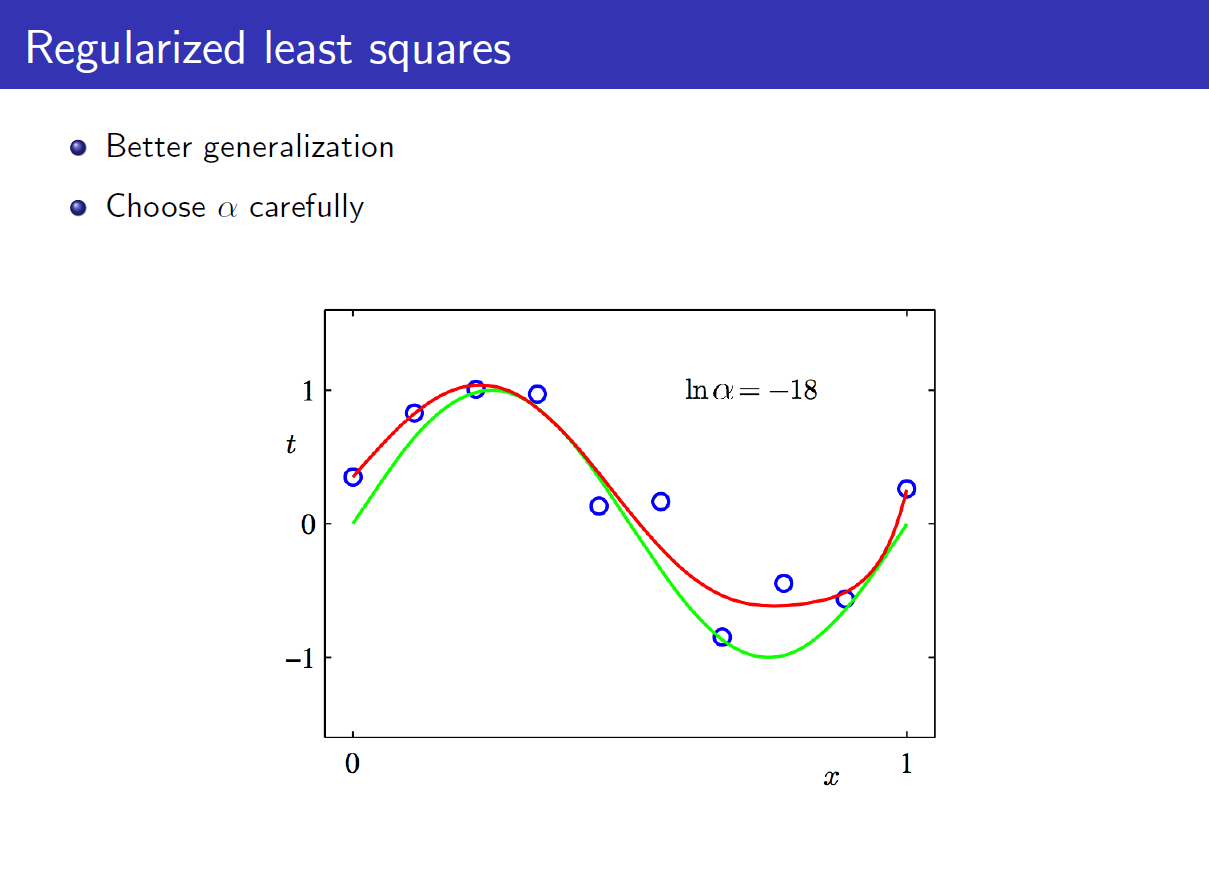 Regularized least squares
Better generalization
Choose α carefully
ln α = −18
1
t
0
−1
0
1
x